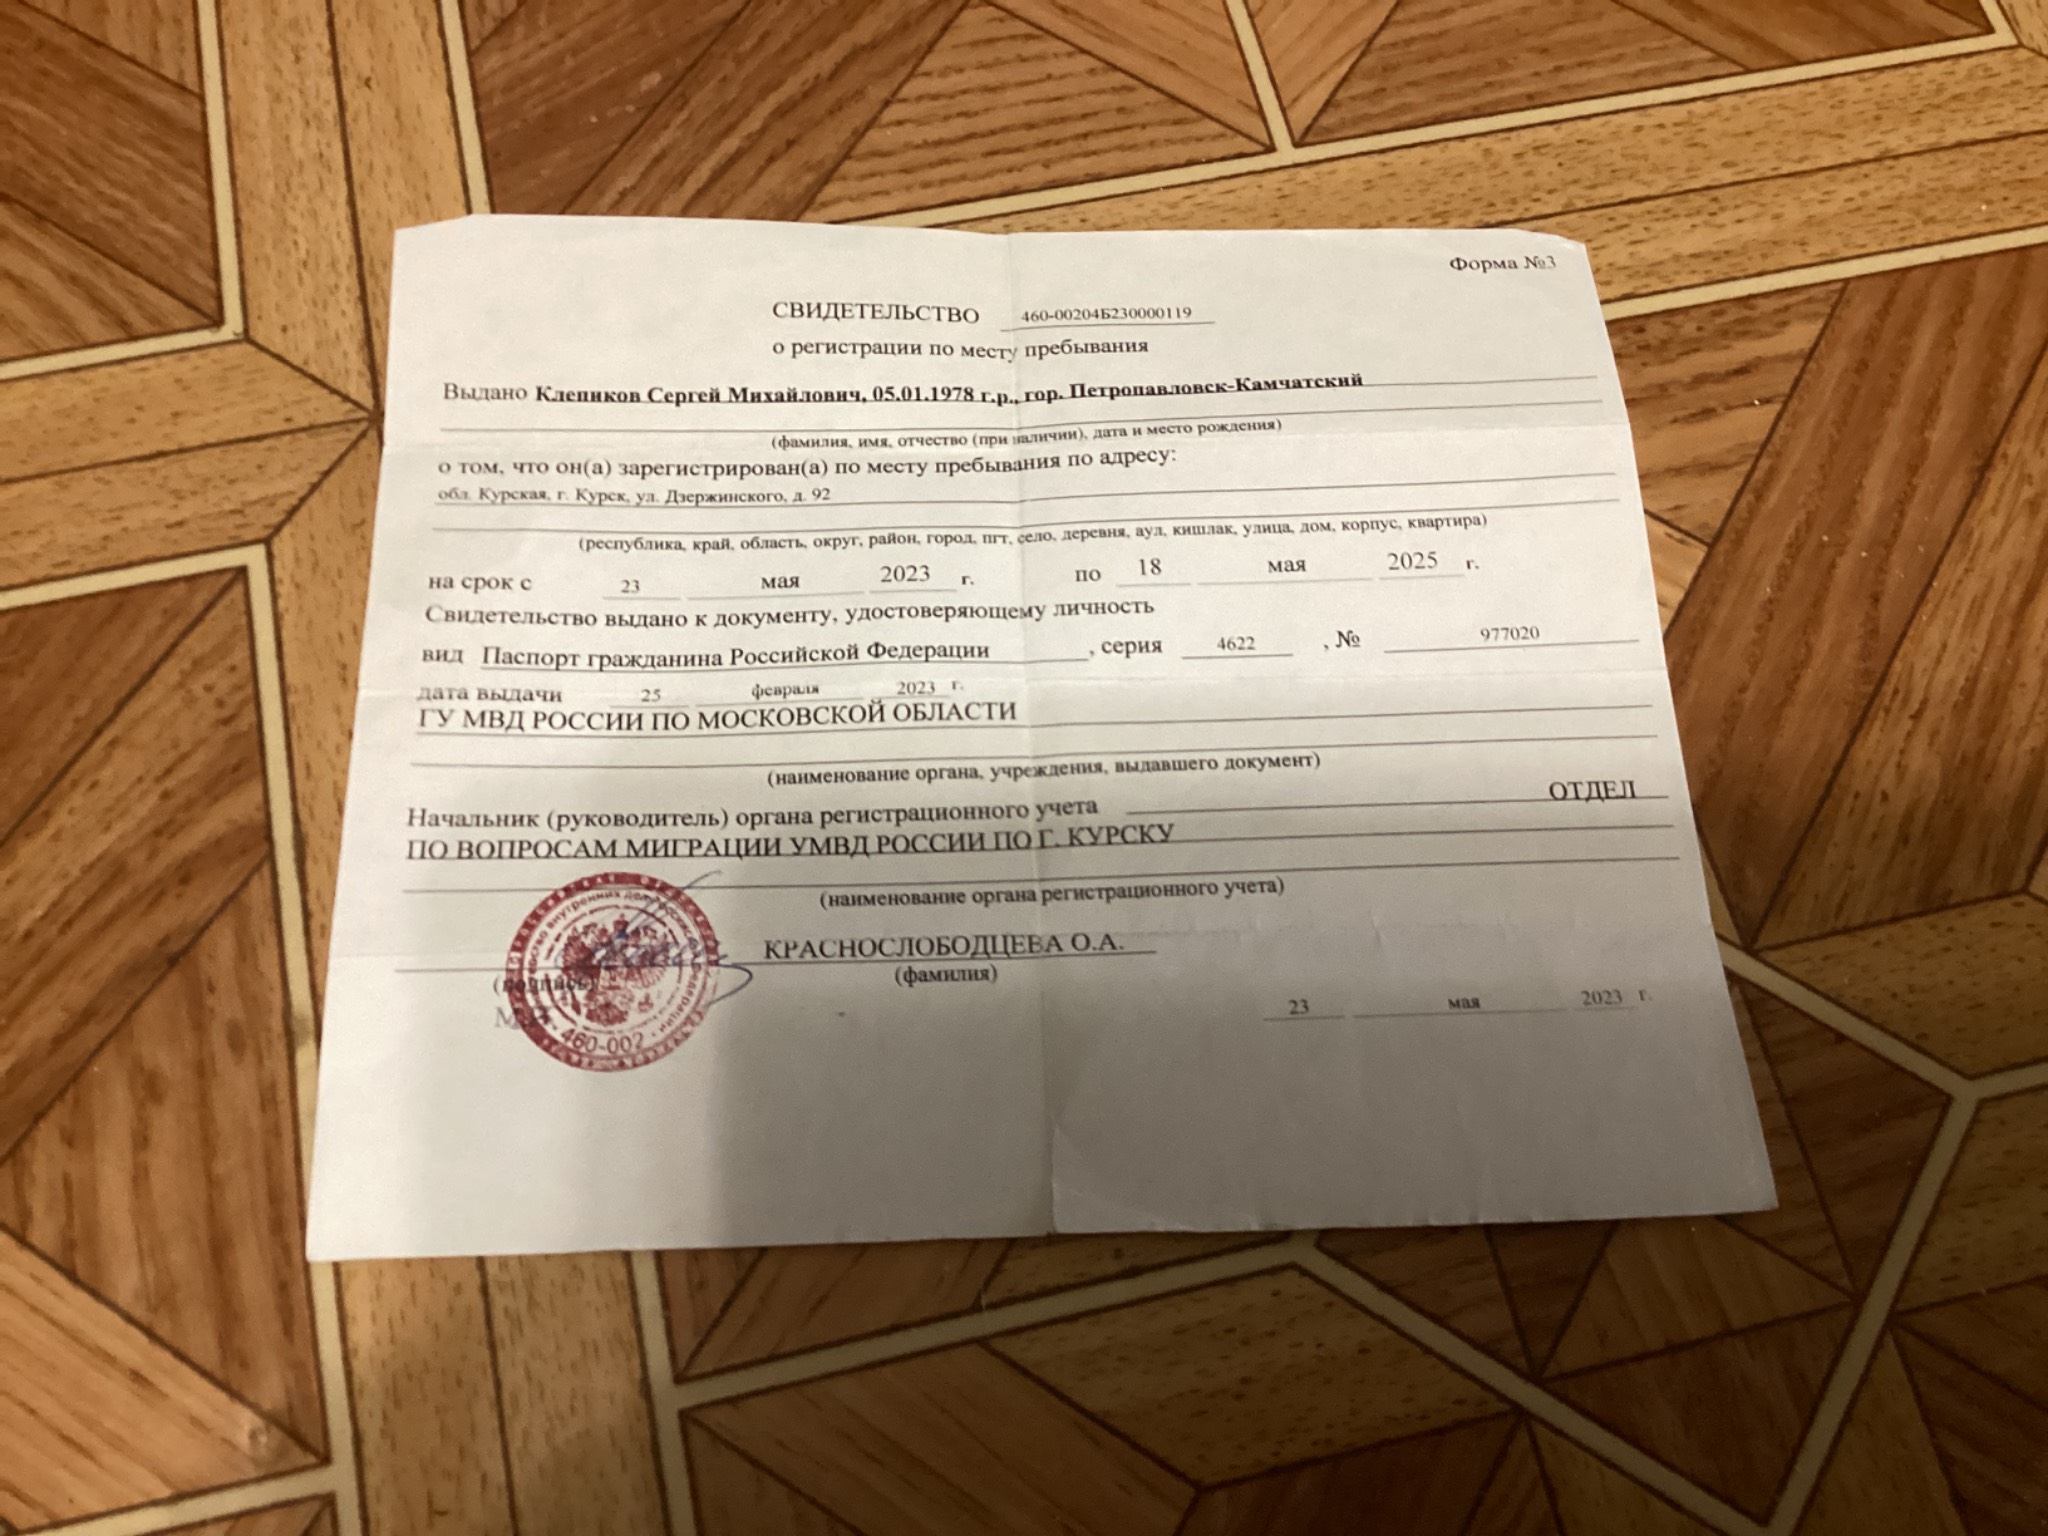 Форма №3
СВИДЕТЕЛЬСТВО 460-00204Б230000119
о регистрации по месту пребывания
Выдано Клепиков Сергей Михайлович, 05.01.1978 г.р., гор. Петропавловск-Камчатский
(фамилия, имя, отчество (при наличии), дата и место рождения)
о том, что он(а) зарегистрирован(а) по месту пребывания по адресу:
обл. Курская, г. Курск, ул. Дзержинского, д. 92
(республика, край, область, округ, район, город, пгт, село, деревня, аул, кишлак, улица, дом, корпус, квартира)
на срок с 23 мая 2023 г. по 18 мая 2025 г.
Свидетельство выдано к документу, удостоверяющему личность
вид Паспорт гражданина Российской Федерации , серия 4622 , № 977020
дата выдачи 25 февраля 2023 г.
ГУ МВД РОССИИ ПО МОСКОВСКОЙ ОБЛАСТИ
(наименование органа, учреждения, выдавшего документ)
Начальник (руководитель) органа регистрационного учета ОТДЕЛ
ПО ВОПРОСАМ МИГРАЦИИ УМВД РОССИИ ПО Г. КУРСКУ
(наименование органа регистрационного учета)
КРАСНОСЛОБОДЦЕВА О.А.
(подпись) (фамилия)
М.П.
460-002
23 мая 2023 г.